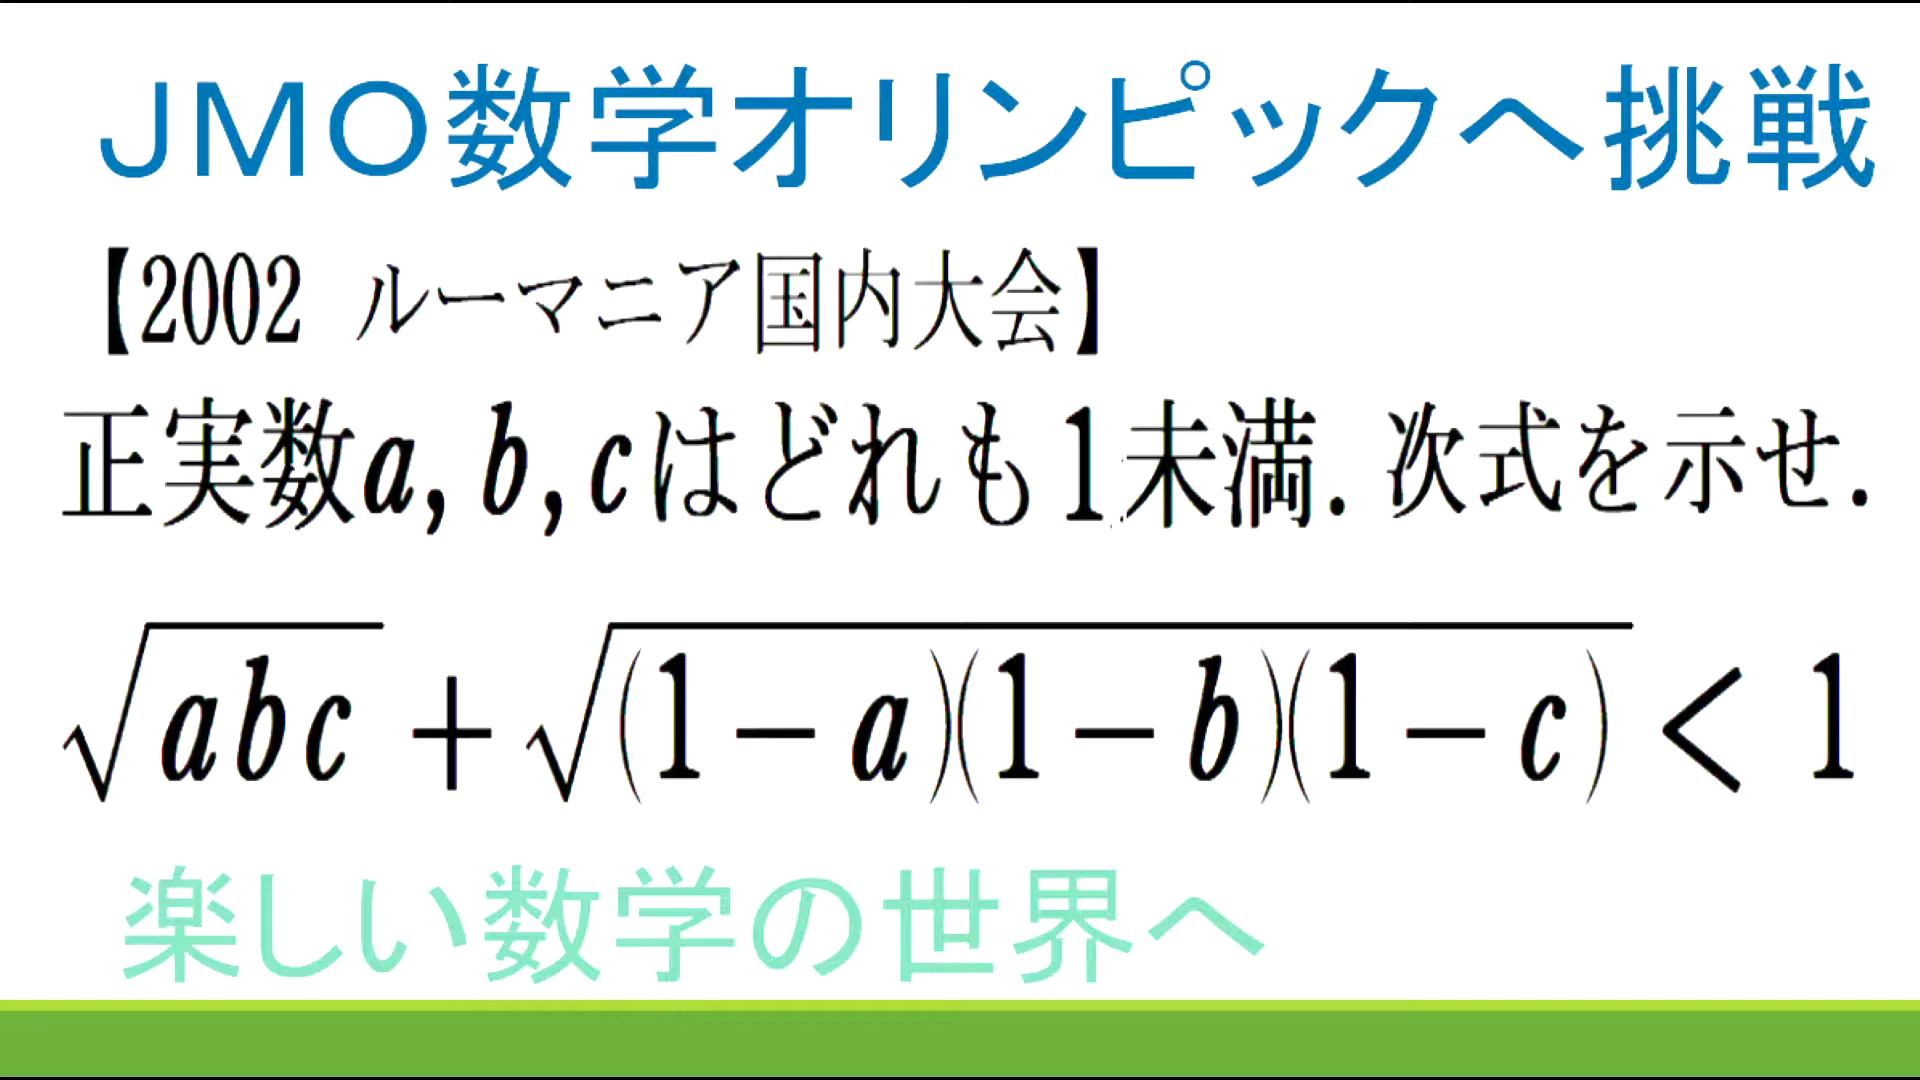 JMO数学オリンピックへ挑戦
【2002 ルーマニア国内大会】
正実数a, b, cはどれも1未満. 次式を示せ.
√(abc) + √((1-a)(1-b)(1-c)) < 1
楽しい数学の世界へ